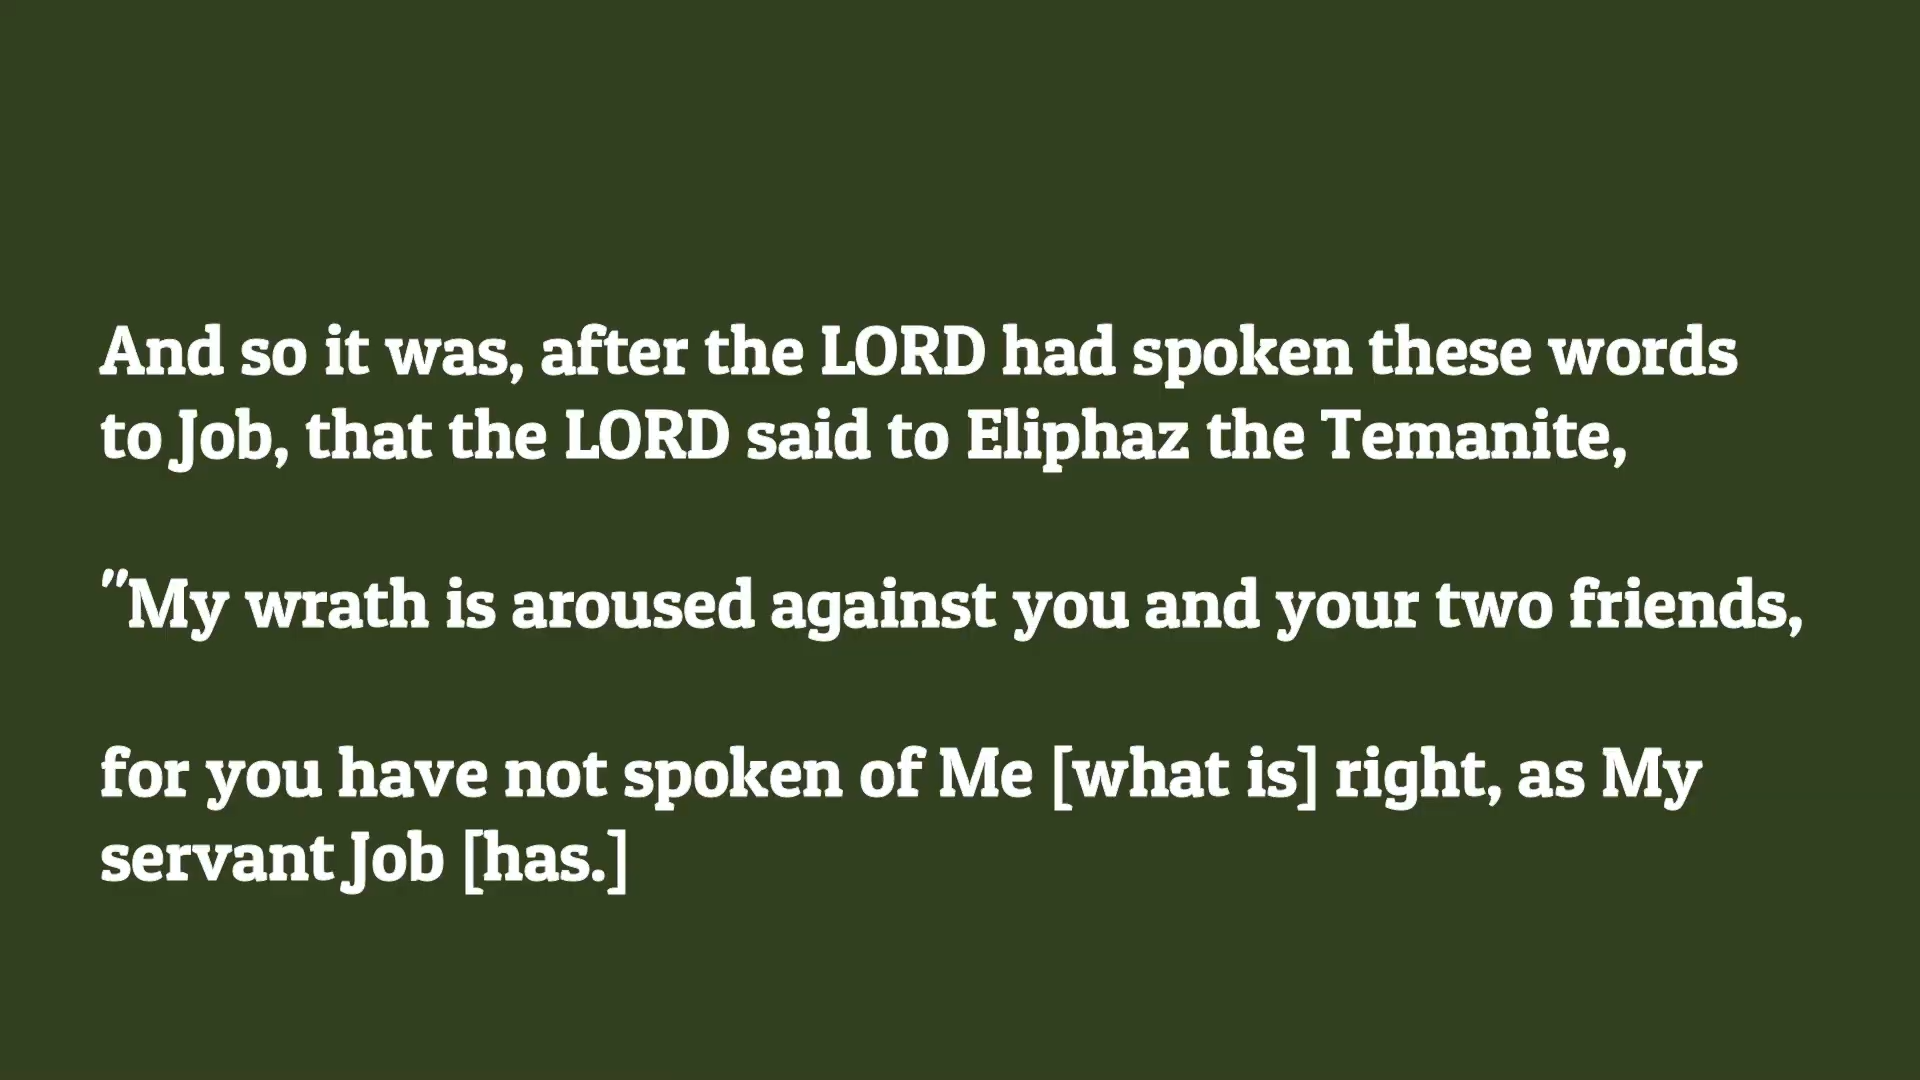 And so it was, after the LORD had spoken these words
to Job, that the LORD said to Eliphaz the Temanite,
"My wrath is aroused against you and your two friends,
for you have not spoken of Me [what is] right, as My
servant Job [has.]